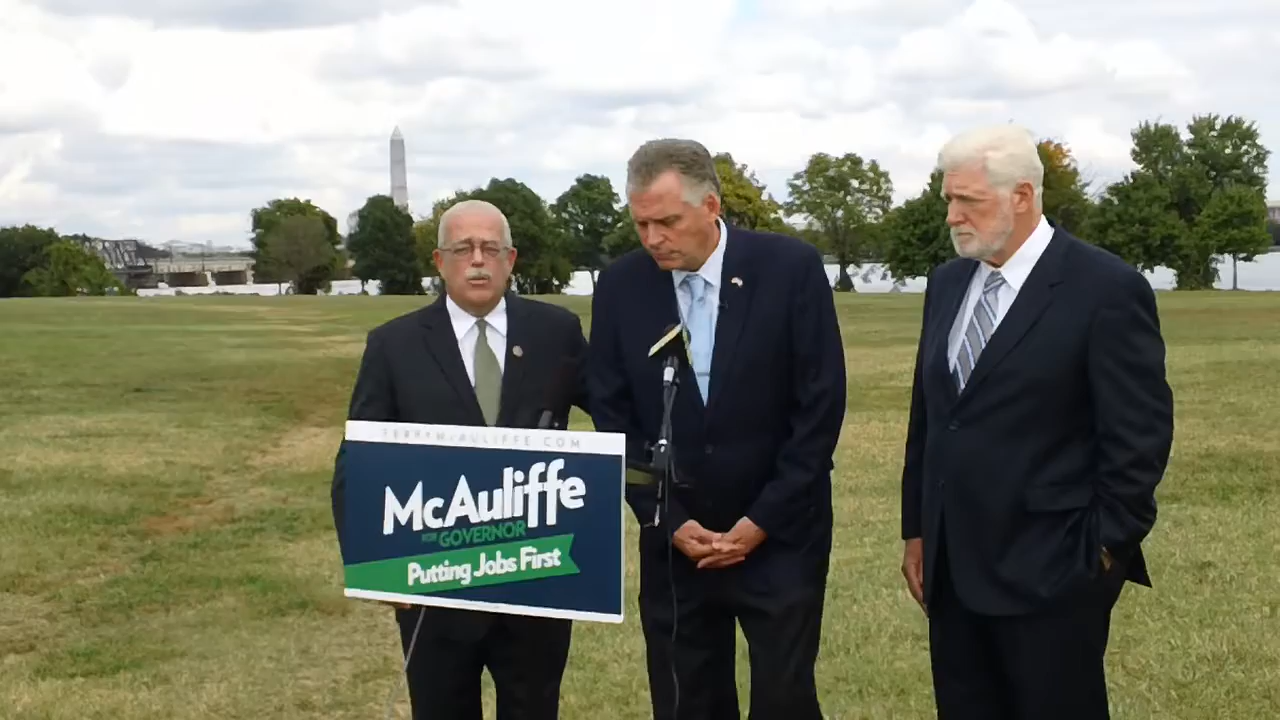 TERRYMCAULIFFE.COM
McAuliffe
FOR GOVERNOR
Putting Jobs First